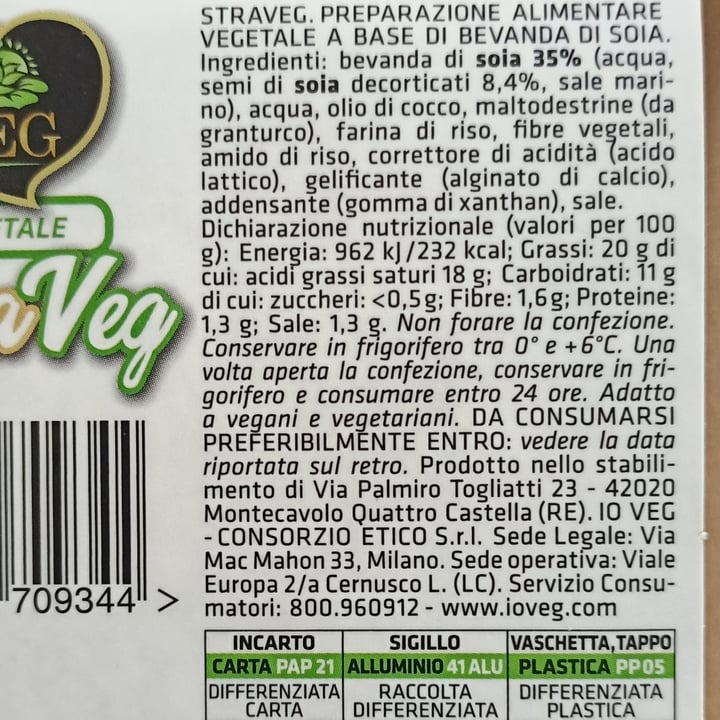 STRAVEG. PREPARAZIONE ALIMENTARE
VEGETALE A BASE DI BEVANDA DI SOIA.
Ingredienti: bevanda di soia 35% (acqua,
semi di soia decorticati 8,4%, sale mari-
no), acqua, olio di cocco, maltodestrine (da
granturco), farina di riso, fibre vegetali,
amido di riso, correttore di acidità (acido
lattico), gelificante (alginato di calcio),
addensante (gomma di xanthan), sale.
Dichiarazione nutrizionale (valori per 100
g): Energia: 962 kJ/232 kcal; Grassi: 20 g di
cui: acidi grassi saturi 18 g; Carboidrati: 11 g
di cui: zuccheri: <0,5g; Fibre: 1,6g; Proteine:
1,3 g; Sale: 1,3 g. Non forare la confezione.
Conservare in frigorifero tra 0° e +6°C. Una
volta aperta la confezione, conservare in fri-
gorifero e consumare entro 24 ore. Adatto
a vegani e vegetariani. DA CONSUMARSI
PREFERIBILMENTE ENTRO: vedere la data
riportata sul retro. Prodotto nello stabili-
mento di Via Palmiro Togliatti 23 - 42020
Montecavolo Quattro Castella (RE). IO VEG
- CONSORZIO ETICO S.r.l. Sede Legale: Via
Mac Mahon 33, Milano. Sede operativa: Viale
Europa 2/a Cernusco L. (LC). Servizio Consu-
matori: 800.960912 - www.ioveg.com
EG
TALE
aVeg
709344 >
INCARTO SIGILLO VASCHETTA,TAPPO
CARTA PAP 21 ALLUMINIO 41 ALU PLASTICA PP 05
DIFFERENZIATA RACCOLTA DIFFERENZIATA
CARTA DIFFERENZIATA PLASTICA